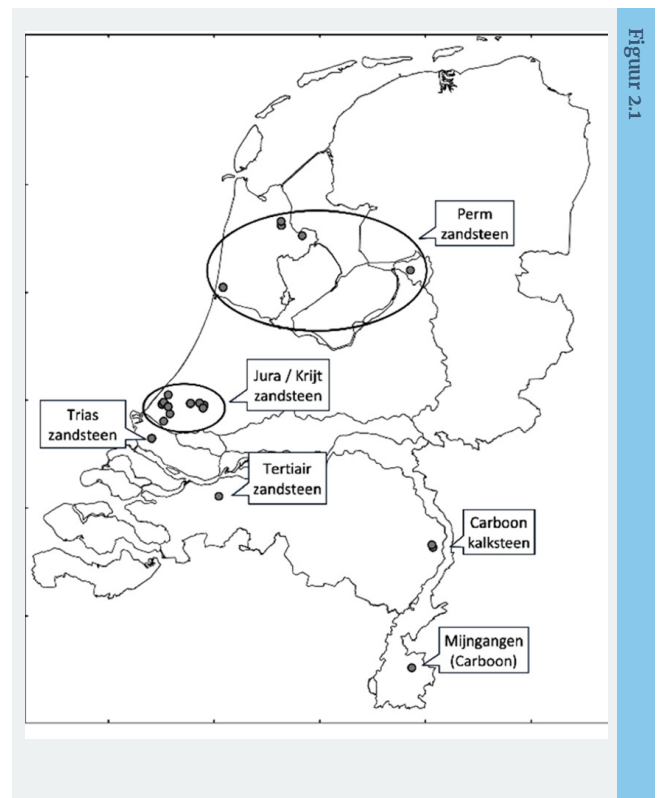 Figuur 2.1
Perm
zandsteen
Jura / Krijt
zandsteen
Trias
zandsteen
Tertiair
zandsteen
Carboon
kalksteen
Mijngangen
(Carboon)